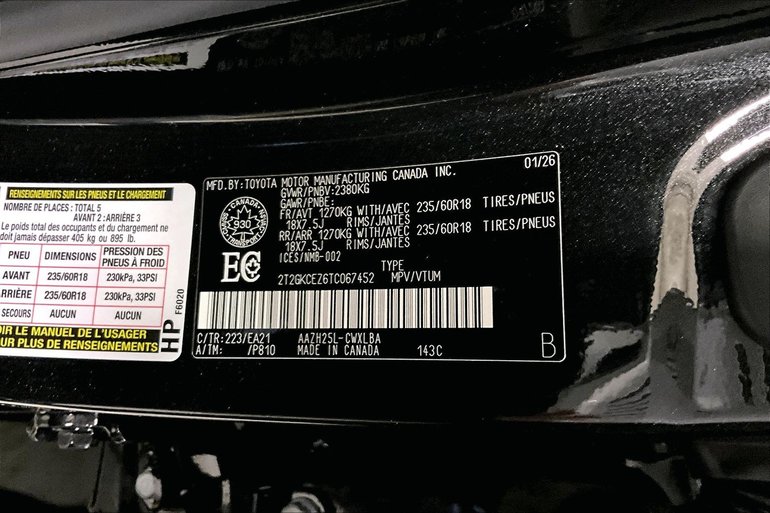 RENSEIGNEMENTS SUR LES PNEUS ET LE CHARGEMENT
NOMBRE DE PLACES: TOTAL 5
AVANT 2 : ARRIÈRE 3
Le poids total des occupants et du chargement ne
doit jamais dépasser 405 kg ou 895 lb.
PNEU DIMENSIONS PRESSION DES PNEUS À FROID
AVANT 235/60R18 230kPa, 33PSI
ARRIÈRE 235/60R18 230kPa, 33PSI
SECOURS AUCUN AUCUN
OIR LE MANUEL DE L'USAGER
OUR PLUS DE RENSEIGNEMENTS
HP F6020
MFD.BY:TOYOTA MOTOR MANUFACTURING CANADA INC. 01/26
GVWR/PNBV:2380KG
GAWR/PNBE:
FR/AVT 1270KG WITH/AVEC 235/60R18 TIRES/PNEUS
18X7.5J RIMS/JANTES
RR/ARR 1270KG WITH/AVEC 235/60R18 TIRES/PNEUS
18X7.5J RIMS/JANTES
ICES/NMB-002
CANADA
930
TRANSPORT
EC
TYPE
2T2GKCEZ6TC067452 MPV/VTUM
C/TR:223/EA21 AAZH25L-CWXLBA
A/TM: /P810 MADE IN CANADA 143C
B